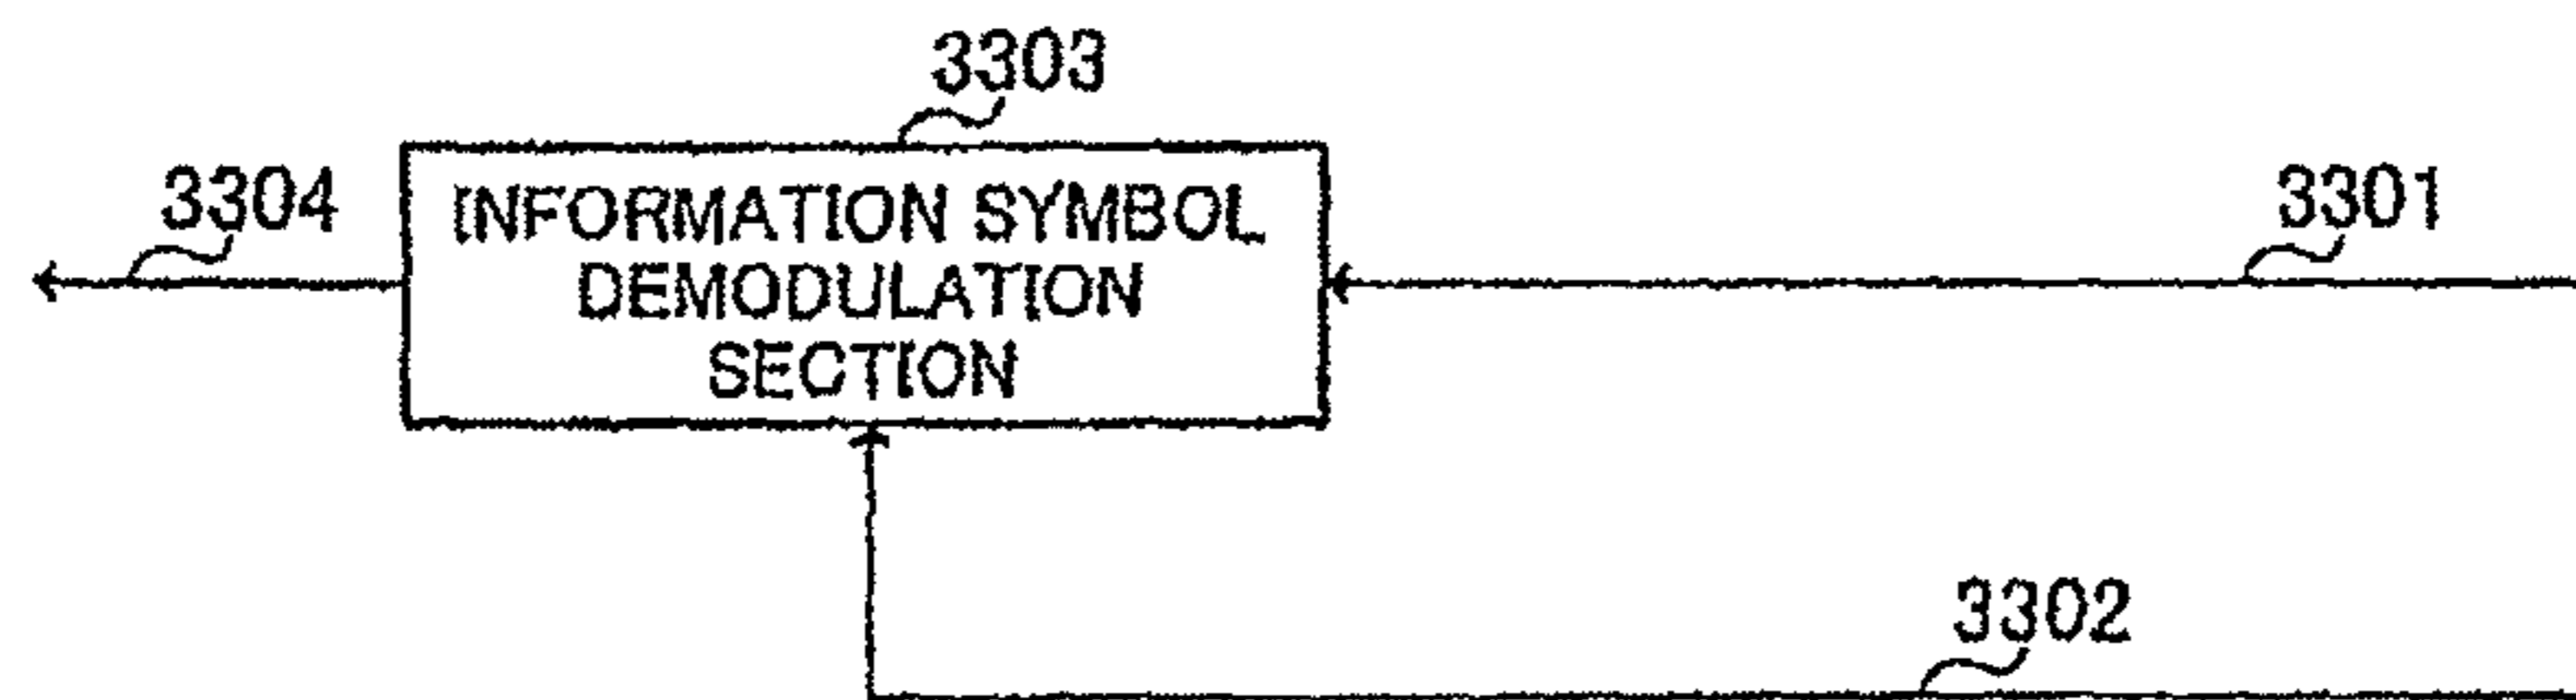 3303
3304
3301
INFORMATION SYMBOL
DEMODULATION
SECTION
3302